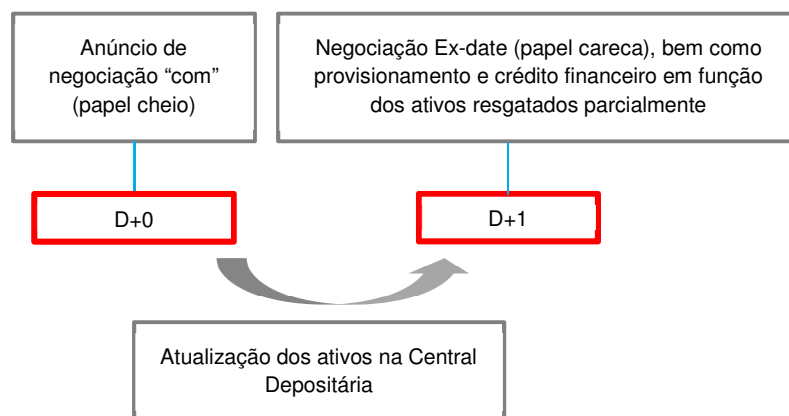 Anúncio de
negociação “com”
(papel cheio)
Negociação Ex-date (papel careca), bem como
provisionamento e crédito financeiro em função
dos ativos resgatados parcialmente
D+0
D+1
Atualização dos ativos na Central
Depositária